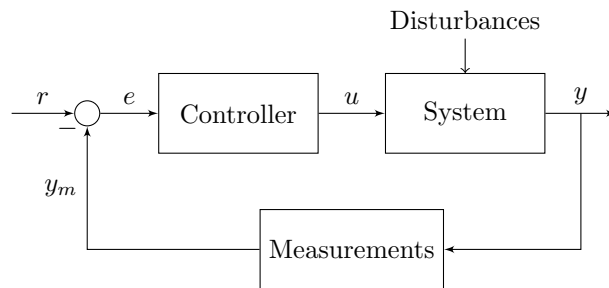 Disturbances
r
e
Controller
u
System
y
−
y_m
Measurements